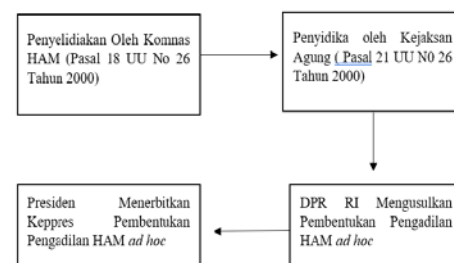 Penyelidiakan Oleh Komnas
HAM (Pasal 18 UU No 26
Tahun 2000)
Penyidika oleh Kejaksan
Agung ( Pasal 21 UU N0 26
Tahun 2000)
DPR RI Mengusulkan
Pembentukan Pengadilan
HAM ad hoc
Presiden Menerbitkan
Keppres Pembentukan
Pengadilan HAM ad hoc